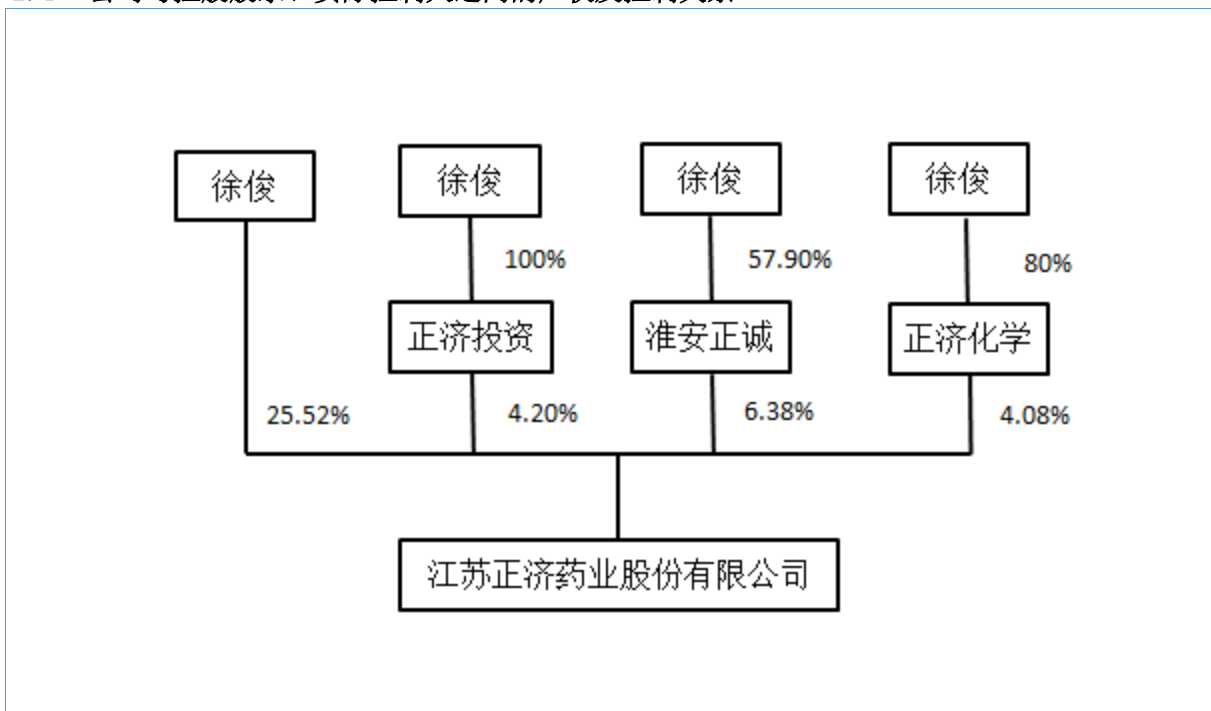 徐俊
徐俊
徐俊
徐俊
100%
57.90%
80%
正济投资
淮安正诚
正济化学
25.52%
4.20%
6.38%
4.08%
江苏正济药业股份有限公司